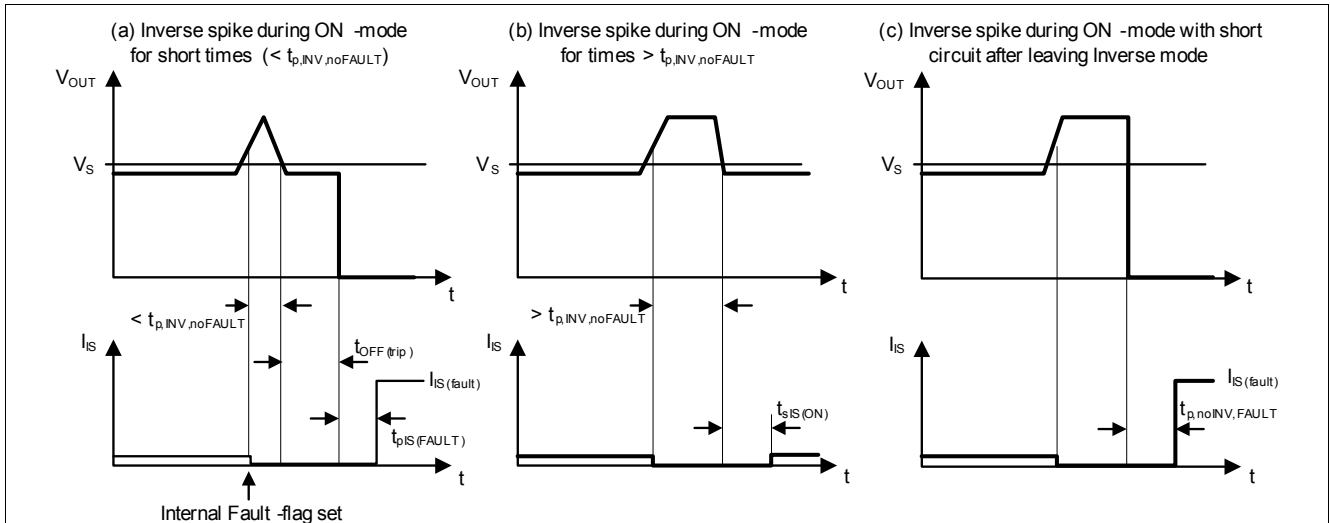 (a) Inverse spike during ON -mode
for short times (< tp,INV,noFAULT)
VOUT
VS
t
< tp,INV,noFAULT
tOFF(trip)
IIS
IIS(fault)
tpIS(FAULT)
t
Internal Fault -flag set
(b) Inverse spike during ON -mode
for times > tp,INV,noFAULT
VOUT
VS
t
> tp,INV,noFAULT
IIS
tsIS(ON)
t
(c) Inverse spike during ON -mode with short
circuit after leaving Inverse mode
VOUT
VS
t
IIS
IIS(fault)
tp,noINV,FAULT
t